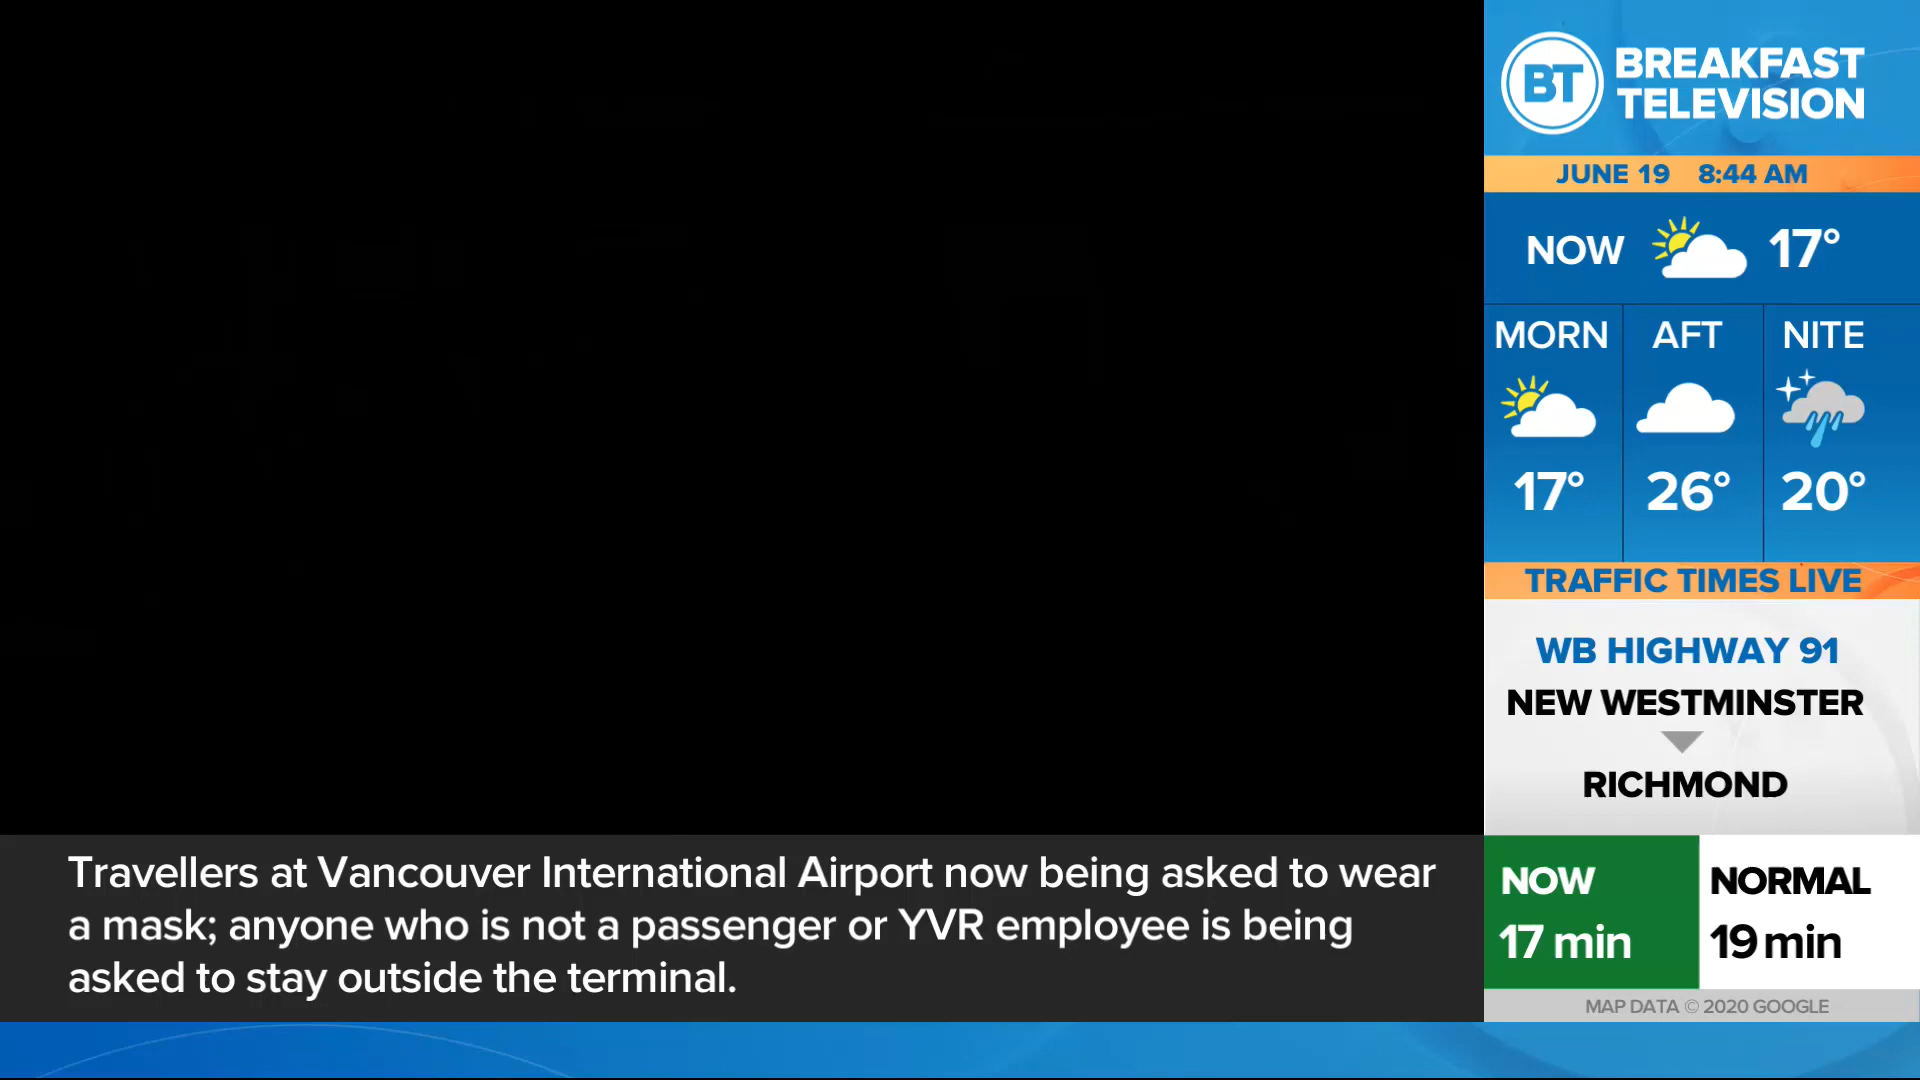 BT BREAKFAST
TELEVISION
JUNE 19 8:44 AM
NOW 17°
MORN AFT NITE
17° 26° 20°
TRAFFIC TIMES LIVE
WB HIGHWAY 91
NEW WESTMINSTER
RICHMOND
NOW NORMAL
17 min 19 min
MAP DATA © 2020 GOOGLE
Travellers at Vancouver International Airport now being asked to wear
a mask; anyone who is not a passenger or YVR employee is being
asked to stay outside the terminal.